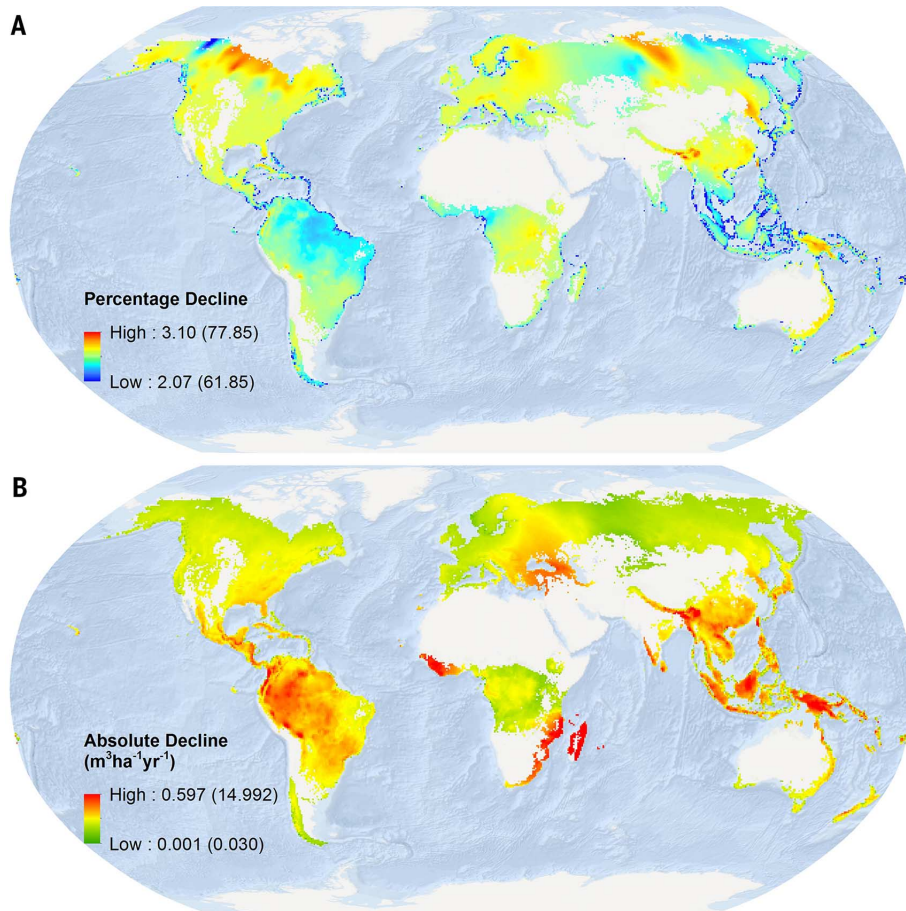 A
Percentage Decline
High : 3.10 (77.85)
Low : 2.07 (61.85)
B
Absolute Decline
(m³ha⁻¹yr⁻¹)
High : 0.597 (14.992)
Low : 0.001 (0.030)